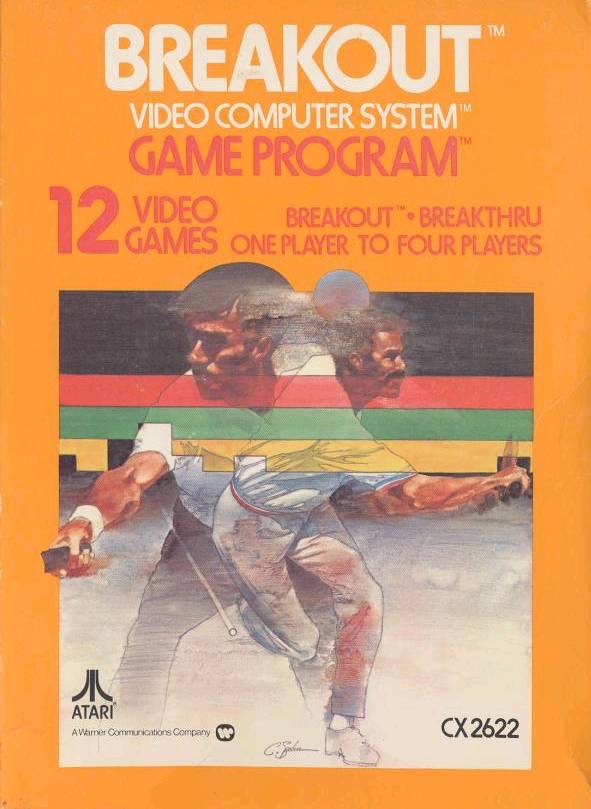 BREAKOUT™
VIDEO COMPUTER SYSTEM™
GAME PROGRAM™
12 VIDEO GAMES
BREAKOUT™ • BREAKTHRU
ONE PLAYER TO FOUR PLAYERS
ATARI
A Warner Communications Company
CX2622